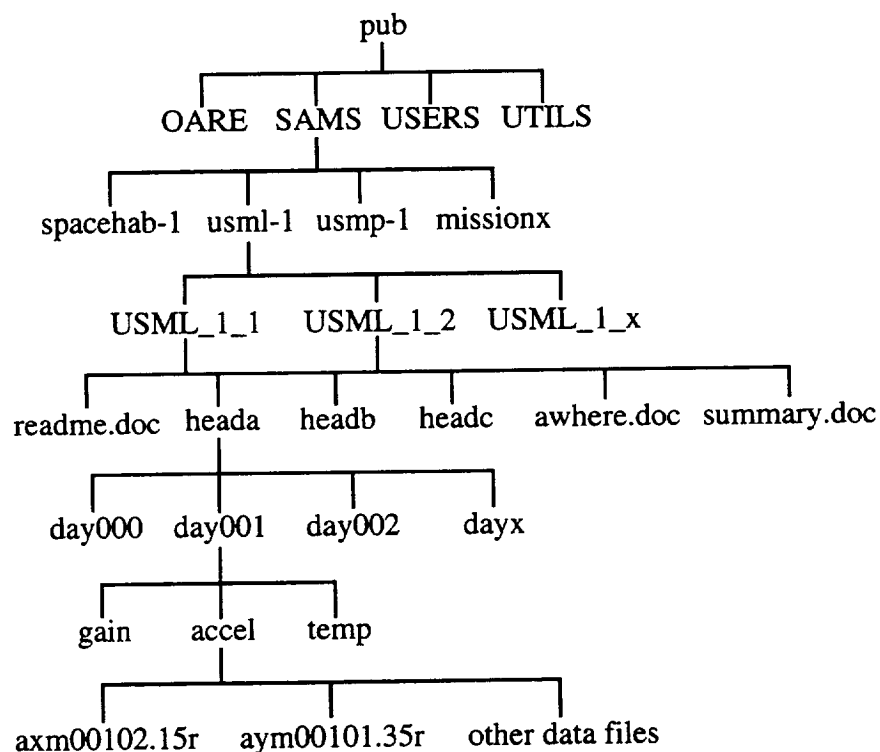 pub
OARE SAMS USERS UTILS
spacehab-1 usml-1 usmp-1 missionx
USML_1_1 USML_1_2 USML_1_x
readme.doc heada headb headc awhere.doc summary.doc
day000 day001 day002 dayx
gain accel temp
axm00102.15r aym00101.35r other data files